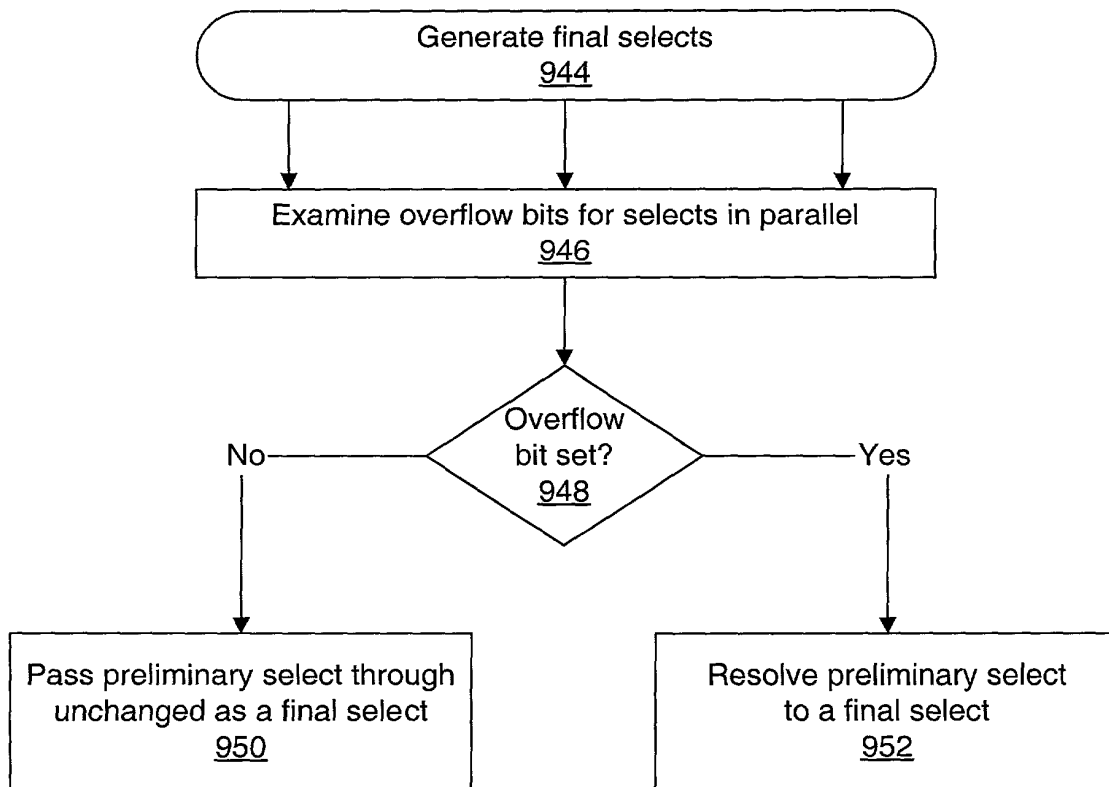 Generate final selects
944
Examine overflow bits for selects in parallel
946
Overflow
bit set?
948
No
Yes
Pass preliminary select through
unchanged as a final select
950
Resolve preliminary select
to a final select
952